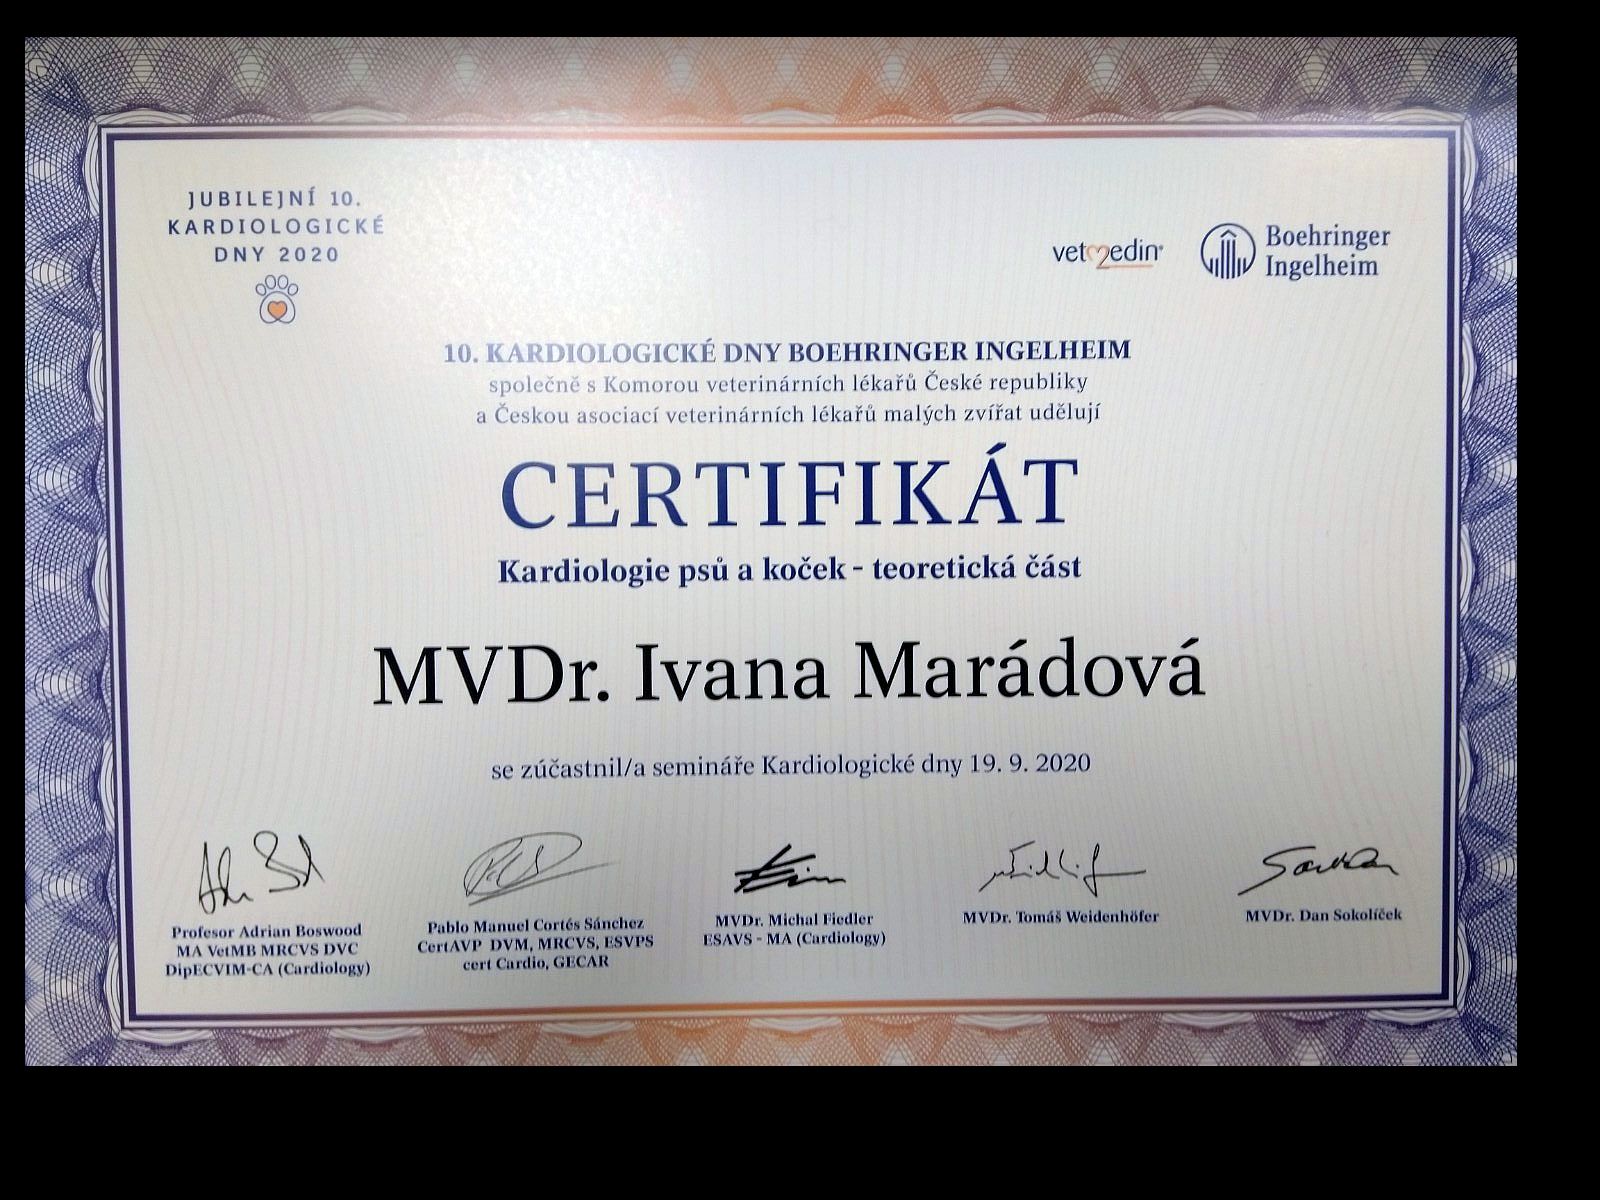 JUBILEJNÍ 10.
KARDIOLOGICKÉ
DNY 2020
vetmedin®
Boehringer
Ingelheim
10. KARDIOLOGICKÉ DNY BOEHRINGER INGELHEIM
společně s Komorou veterinárních lékařů České republiky
a Českou asociací veterinárních lékařů malých zvířat udělují
CERTIFIKÁT
Kardiologie psů a koček - teoretická část
MVDr. Ivana Marádová
se zúčastnil/a semináře Kardiologické dny 19. 9. 2020
Profesor Adrian Boswood
MA VetMB MRCVS DVC
DipECVIM-CA (Cardiology)
Pablo Manuel Cortés Sánchez
CertAVP DVM, MRCVS, ESVPS
cert Cardio, GECAR
MVDr. Michal Fiedler
ESAVS - MA (Cardiology)
MVDr. Tomáš Weidenhöfer
MVDr. Dan Sokolíček